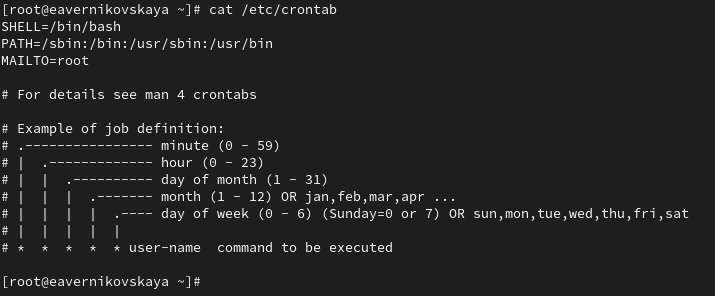 [root@eavernikovskaya ~]# cat /etc/crontab
SHELL=/bin/bash
PATH=/sbin:/bin:/usr/sbin:/usr/bin
MAILTO=root

# For details see man 4 crontabs

# Example of job definition:
# .---------------- minute (0 - 59)
# |  .------------- hour (0 - 23)
# |  |  .---------- day of month (1 - 31)
# |  |  |  .------- month (1 - 12) OR jan,feb,mar,apr ...
# |  |  |  |  .---- day of week (0 - 6) (Sunday=0 or 7) OR sun,mon,tue,wed,thu,fri,sat
# |  |  |  |  |
# *  *  *  *  * user-name  command to be executed

[root@eavernikovskaya ~]#